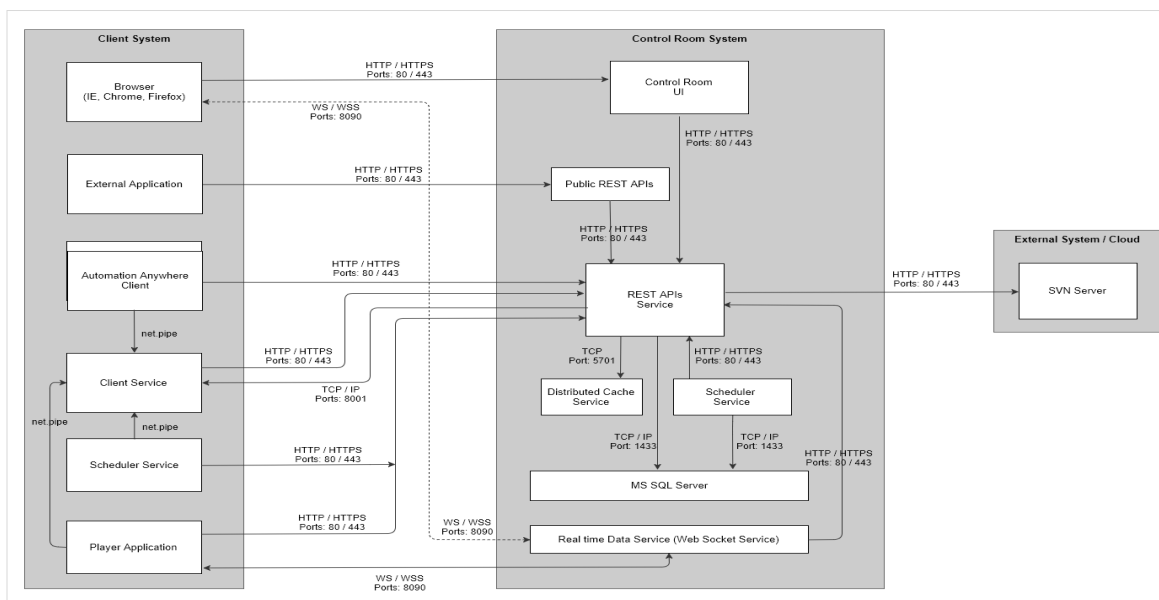 Client System
Browser
(IE, Chrome, Firefox)
External Application
Automation Anywhere
Client
net.pipe
Client Service
net.pipe
net.pipe
Scheduler Service
Player Application
HTTP / HTTPS
Ports: 80 / 443
WS / WSS
Ports: 8090
HTTP / HTTPS
Ports: 80 / 443
HTTP / HTTPS
Ports: 80 / 443
HTTP / HTTPS
Ports: 80 / 443
TCP / IP
Ports: 8001
HTTP / HTTPS
Ports: 80 / 443
HTTP / HTTPS
Ports: 80 / 443
WS / WSS
Ports: 8090
WS / WSS
Ports: 8090
Control Room System
Control Room
UI
HTTP / HTTPS
Ports: 80 / 443
Public REST APIs
HTTP / HTTPS
Ports: 80 / 443
REST APIs
Service
TCP
Port: 5701
HTTP / HTTPS
Ports: 80 / 443
Distributed Cache
Service
Scheduler
Service
TCP / IP
Port: 1433
TCP / IP
Port: 1433
HTTP / HTTPS
Ports: 80 / 443
MS SQL Server
Real time Data Service (Web Socket Service)
HTTP / HTTPS
Ports: 80 / 443
External System / Cloud
SVN Server